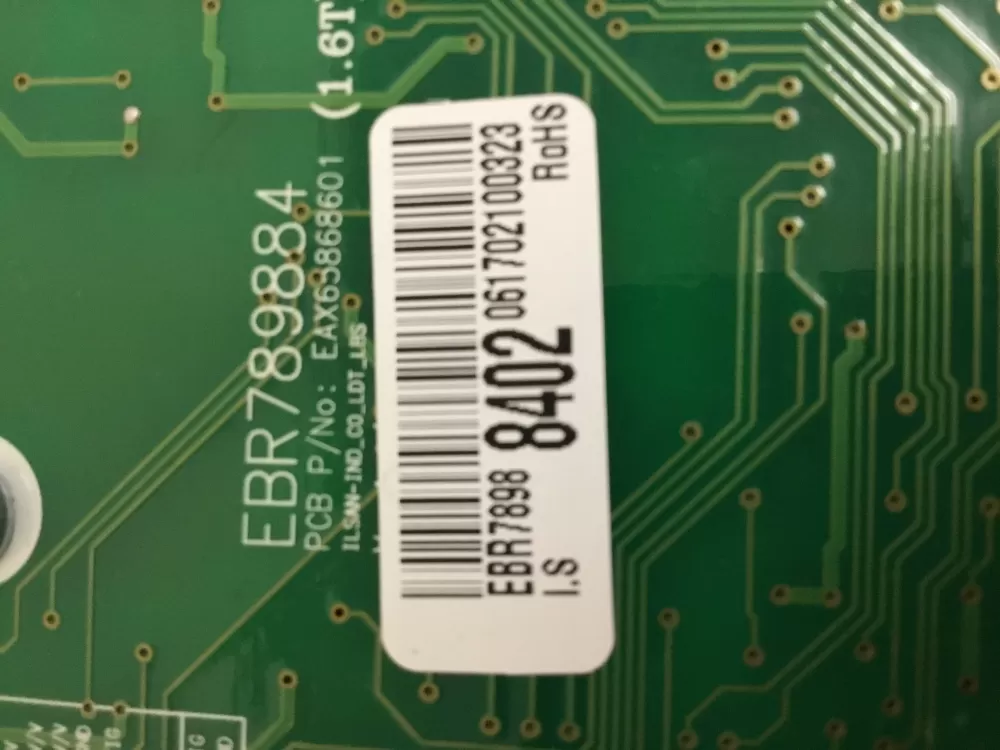 EBR789884 (1.6T)
PCB P/No: EAX65868601
ILSAN-IND_CO_LDT_LBS
EBR7898 8402 061702100323
I.S
RoHS